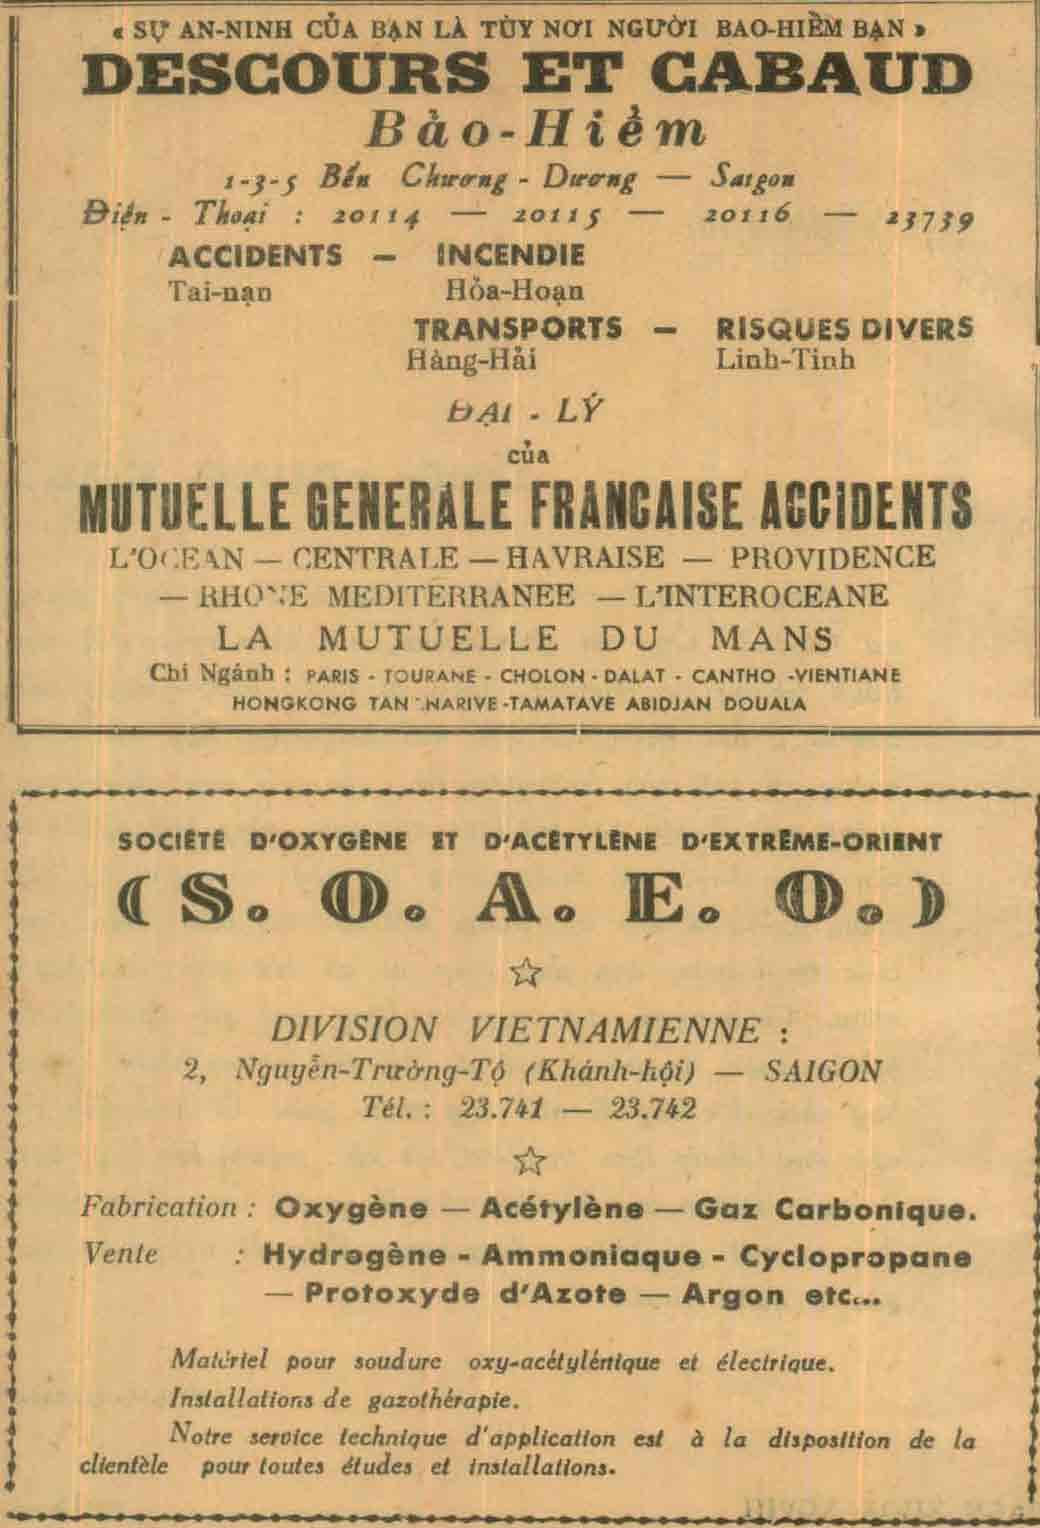 « SỰ AN-NINH CỦA BẠN LÀ TÙY NƠI NGƯỜI BAO-HIỂM BẠN »
DESCOURS ET CABAUD
Bảo-Hiểm
1-3-5 Bến Chương-Dương — Saigon
Điện - Thoại : 20114 — 20115 — 20116 — 23739
ACCIDENTS — INCENDIE
Tai-nạn Hỏa-Hoạn
TRANSPORTS — RISQUES DIVERS
Hàng-Hải Linh-Tinh
ĐẠI - LÝ
của
MUTUELLE GENERALE FRANCAISE ACCIDENTS
L'OCEAN — CENTRALE — HAVRAISE — PROVIDENCE
— RHONE MEDITERRANEE — L'INTEROCEANE
LA MUTUELLE DU MANS
Chi Ngánh : PARIS - TOURANE - CHOLON - DALAT - CANTHO -VIENTIANE
HONGKONG TANANARIVE -TAMATAVE ABIDJAN DOUALA
SOCIÉTÉ D'OXYGÈNE ET D'ACÉTYLÈNE D'EXTRÊME-ORIENT
( S. O. A. E. O. )
DIVISION VIETNAMIENNE :
2, Nguyễn-Trường-Tộ (Khánh-hội) — SAIGON
Tél. : 23.741 — 23.742
Fabrication : Oxygène — Acétylène — Gaz Carbonique.
Vente : Hydrogène - Ammoniaque - Cyclopropane
— Protoxyde d'Azote — Argon etc...
Matériel pour soudure oxy-acétylénique et électrique.
Installations de gazothérapie.
Notre service technique d'application est à la disposition de la
clientèle pour toutes études et installations.